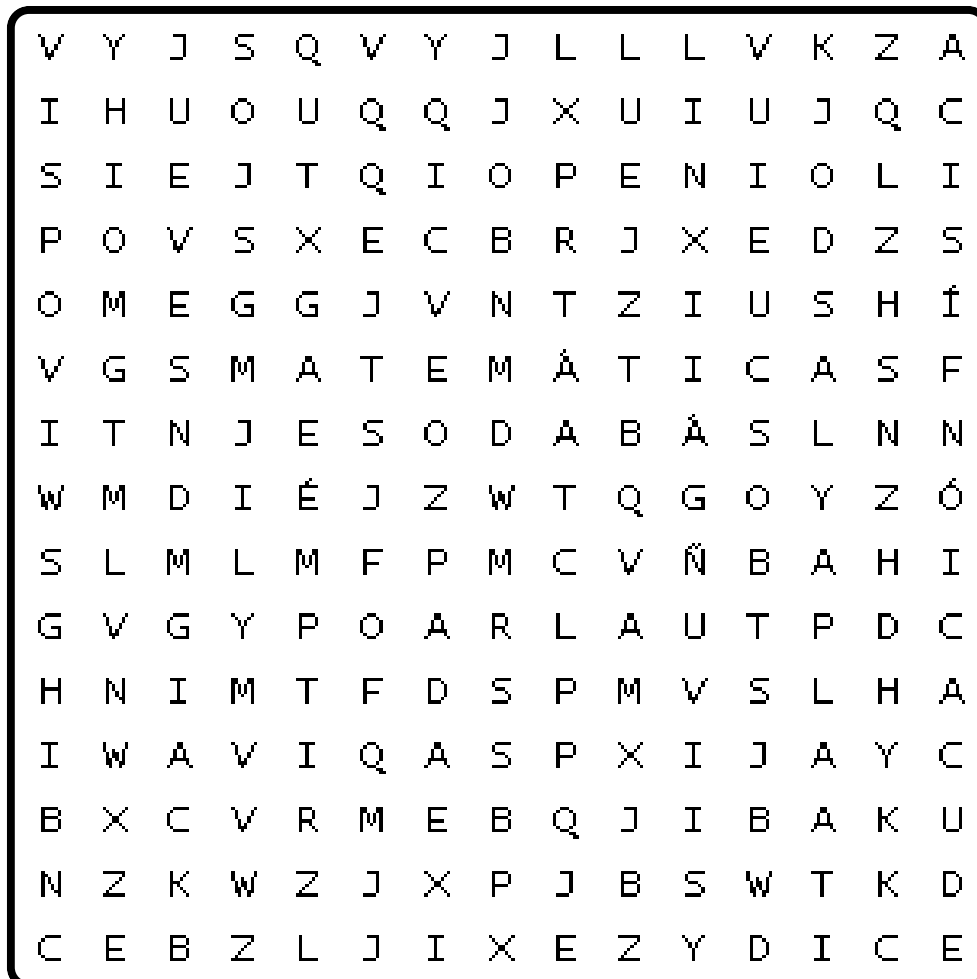 V Y J S Q V Y J L L L V K Z A
I H U O U Q Q J X U I U J Q C
S I E J T Q I O P E N I O L I
P O V S X E C B R J X E D Z S
O M E G G J V N T Z I U S H Í
V G S M A T E M Á T I C A S F
I T N J E S O D A B Á S L N N
W M D I É J Z W T Q G O Y Z Ó
S L M L M F P M C V Ñ B A H I
G V G Y P O A R L A U T P D C
H N I M T F D S P M V S L H A
I W A V I Q A S P X I J A Y C
B X C V R M E B Q J I B A K U
N Z K W Z J X P J B S W T K D
C E B Z L J I X E Z Y D I C E